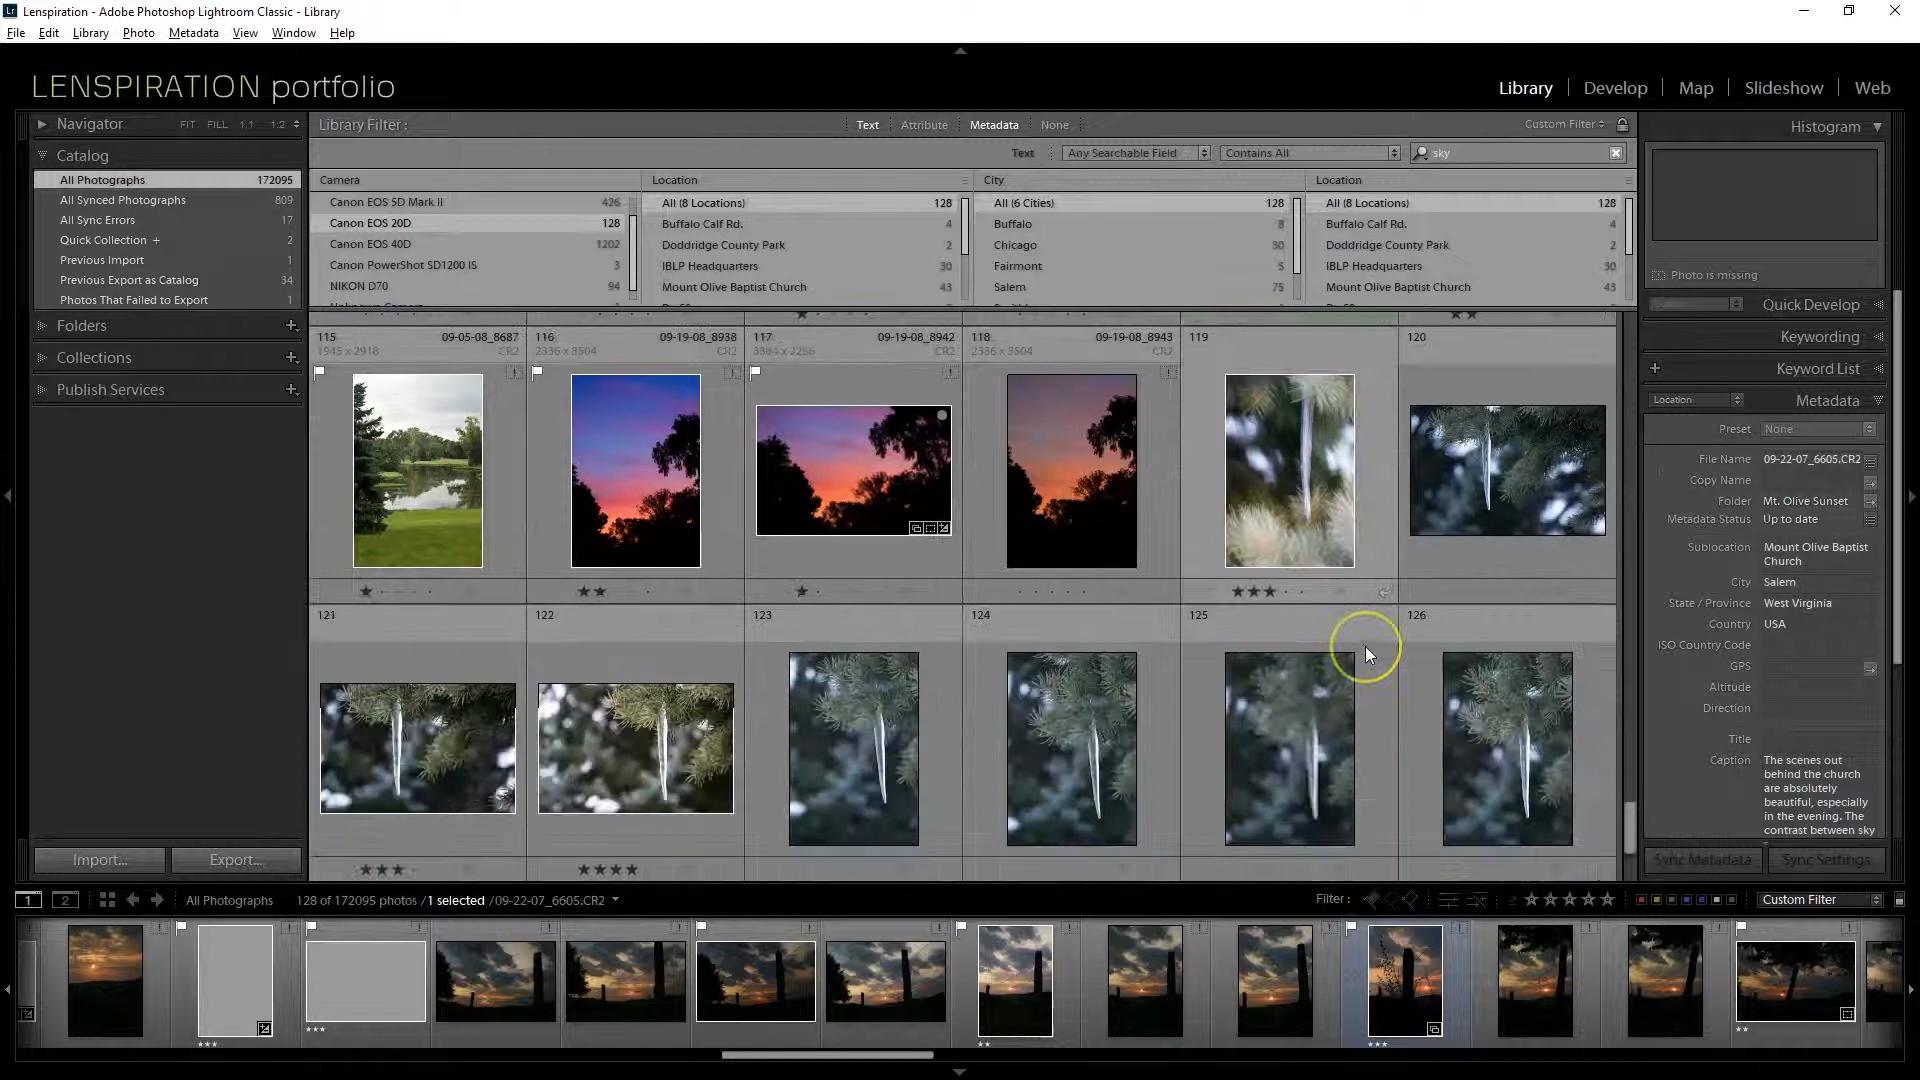 Lenspiration - Adobe Photoshop Lightroom Classic - Library
File Edit Library Photo Metadata View Window Help
LENSPIRATION portfolio
Library Develop Map Slideshow Web
Navigator FIT FILL 1:1 1:2
Catalog
All Photographs 172095
All Synced Photographs 809
All Sync Errors 17
Quick Collection + 2
Previous Import 1
Previous Export as Catalog 34
Photos That Failed to Export 1
Folders
Collections
Publish Services
Import...
Export...
Library Filter :
Text Attribute Metadata None
Custom Filter
Text Any Searchable Field Contains All sky
Camera
Canon EOS 5D Mark II 426
Canon EOS 20D 128
Canon EOS 40D 1202
Canon PowerShot SD1200 IS 3
NIKON D70 94
Location
All (8 Locations) 128
Buffalo Calf Rd. 4
Doddridge County Park 2
IBLP Headquarters 30
Mount Olive Baptist Church 43
City
All (6 Cities) 128
Buffalo 8
Chicago 30
Fairmont 5
Salem 75
Location
All (8 Locations) 128
Buffalo Calf Rd. 4
Doddridge County Park 2
IBLP Headquarters 30
Mount Olive Baptist Church 43
115 09-05-08_8687
1945 x 2918 CR2
116 09-19-08_8938
2336 x 3504 CR2
117 09-19-08_8942
3384 x 2256 CR2
118 09-19-08_8943
2336 x 3504 CR2
119
120
121
122
123
124
125
126
Histogram
Photo is missing
Quick Develop
Keywording
Keyword List
Location Metadata
Preset None
File Name 09-22-07_6605.CR2
Copy Name
Folder Mt. Olive Sunset
Metadata Status Up to date
Sublocation Mount Olive Baptist
Church
City Salem
State / Province West Virginia
Country USA
ISO Country Code
GPS
Altitude
Direction
Title
Caption The scenes out
behind the church
are absolutely
beautiful, especially
in the evening. The
contrast between sky
Sync Metadata
Sync Settings
1 2 All Photographs 128 of 172095 photos / 1 selected / 09-22-07_6605.CR2
Filter : Custom Filter